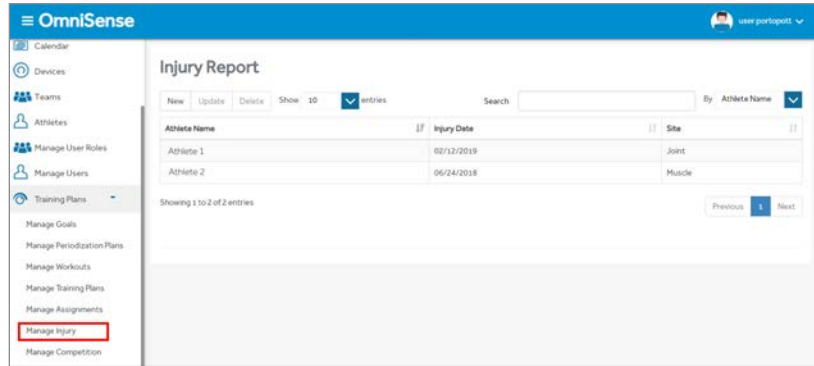 OmniSense
user portopott
Calendar
Devices
Teams
Athletes
Manage User Roles
Manage Users
Training Plans
Manage Goals
Manage Periodization Plans
Manage Workouts
Manage Training Plans
Manage Assignments
Manage Injury
Manage Competition
Injury Report
New Update Delete Show 10 entries Search By Athlete Name
Athlete Name Injury Date Site
Athlete 1 02/12/2019 Joint
Athlete 2 06/24/2018 Muscle
Showing 1 to 2 of 2 entries
Previous 1 Next